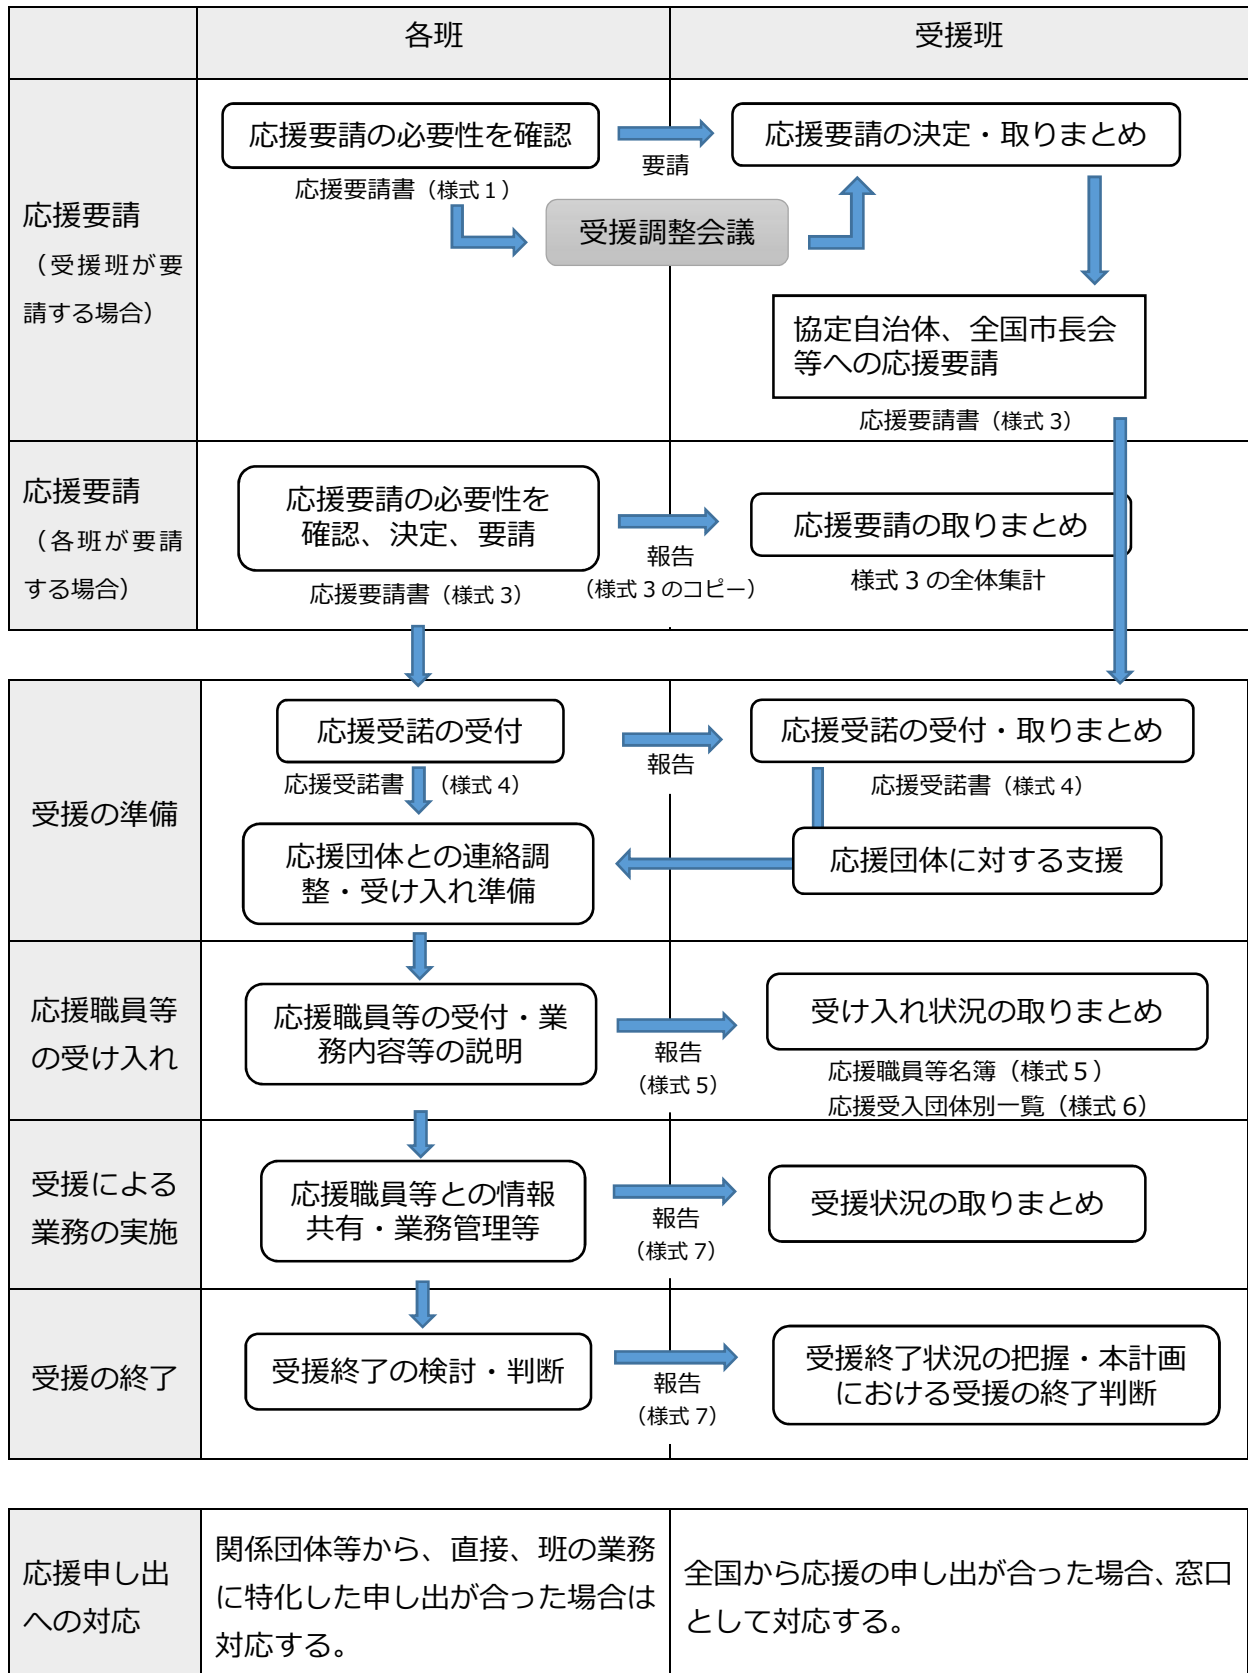 各班
受援班
応援要請
（受援班が要
請する場合）
応援要請の必要性を確認
要請
応援要請の決定・取りまとめ
応援要請書（様式１）
受援調整会議
協定自治体、全国市長会
等への応援要請
応援要請書（様式 3）
応援要請
（各班が要請
する場合）
応援要請の必要性を
確認、決定、要請
応援要請書（様式 3）
報告
（様式 3 のコピー）
応援要請の取りまとめ
様式 3 の全体集計
受援の準備
応援受諾の受付
応援受諾書（様式 4）
報告
応援受諾の受付・取りまとめ
応援受諾書（様式 4）
応援団体との連絡調
整・受け入れ準備
応援団体に対する支援
応援職員等
の受け入れ
応援職員等の受付・業
務内容等の説明
報告
（様式 5）
受け入れ状況の取りまとめ
応援職員等名簿（様式５）
応援受入団体別一覧（様式 6）
受援による
業務の実施
応援職員等との情報
共有・業務管理等
報告
（様式 7）
受援状況の取りまとめ
受援の終了
受援終了の検討・判断
報告
（様式 7）
受援終了状況の把握・本計画
における受援の終了判断
応援申し出
への対応
関係団体等から、直接、班の業務
に特化した申し出が合った場合は
対応する。
全国から応援の申し出が合った場合、窓口
として対応する。